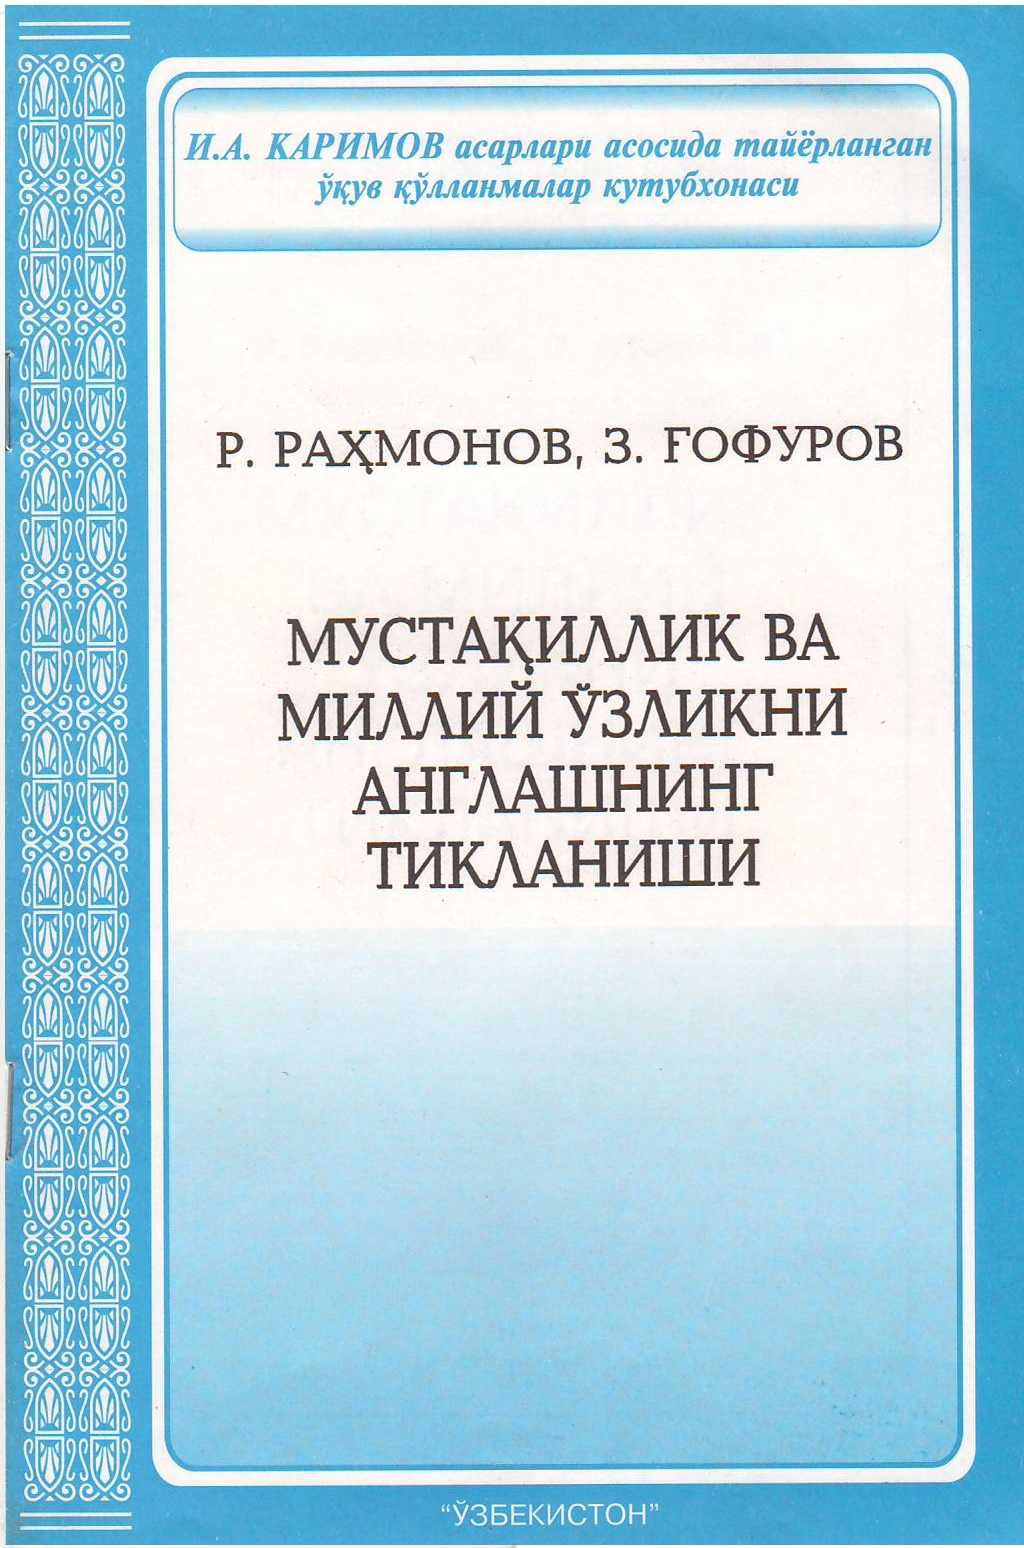 И.А. КАРИМОВ асарлари асосида тайёрланган
ўқув қўлланмалар кутубхонаси
Р. РАҲМОНОВ, З. ҒОФУРОВ
МУСТАҚИЛЛИК ВА
МИЛЛИЙ ЎЗЛИКНИ
АНГЛАШНИНГ
ТИКЛАНИШИ
“ЎЗБЕКИСТОН”